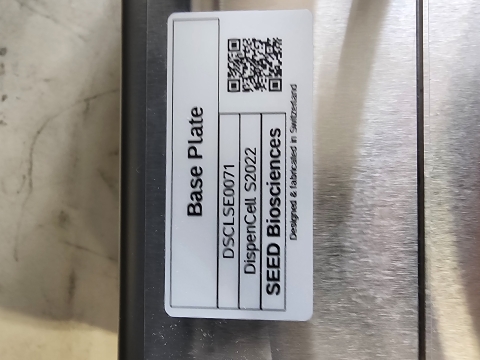 Base Plate
DSCLSE0071
DispenCell S2022
SEED Biosciences
Designed & fabricated in Switzerland